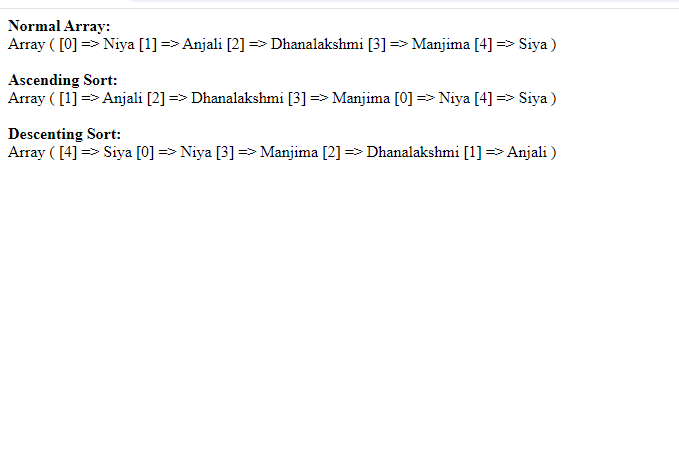 Normal Array:
Array ( [0] => Niya [1] => Anjali [2] => Dhanalakshmi [3] => Manjima [4] => Siya )
Ascending Sort:
Array ( [1] => Anjali [2] => Dhanalakshmi [3] => Manjima [0] => Niya [4] => Siya )
Descenting Sort:
Array ( [4] => Siya [0] => Niya [3] => Manjima [2] => Dhanalakshmi [1] => Anjali )